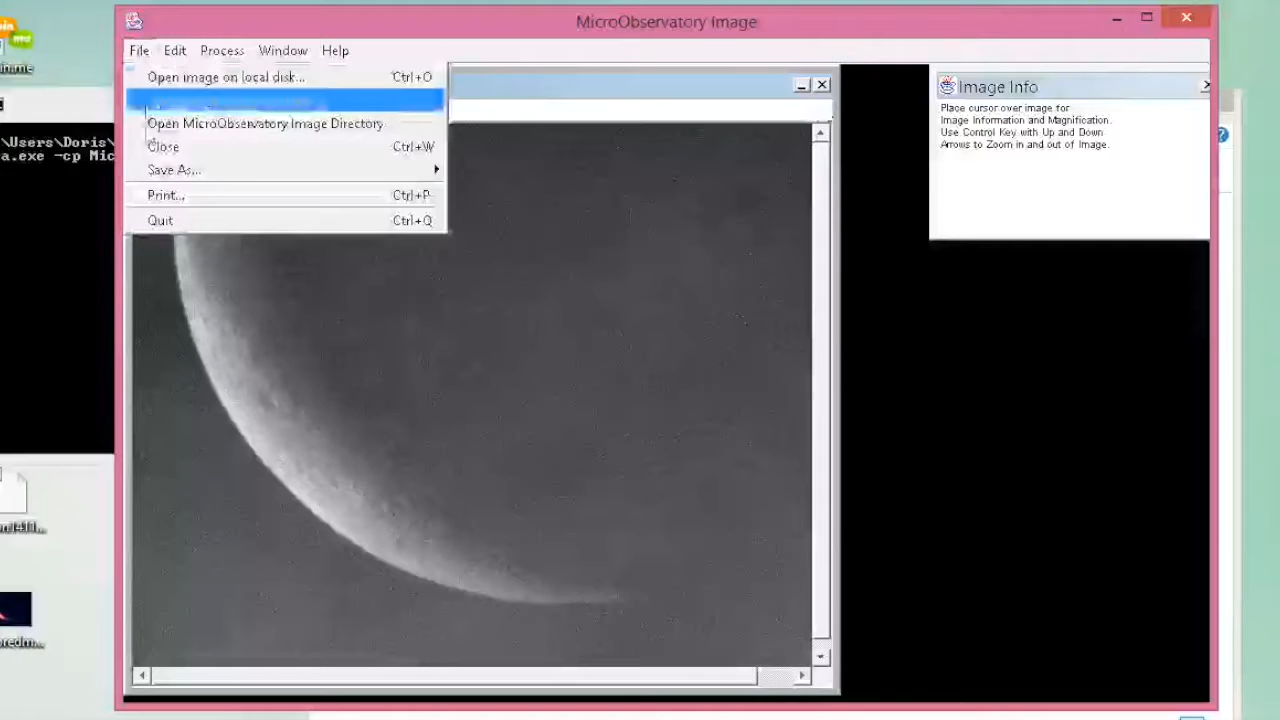 MicroObservatory Image
File Edit Process Window Help
Open image on local disk... Ctrl+O
Open MicroObservatory Image Directory
Close Ctrl+W
Save As...
Print... Ctrl+P
Quit Ctrl+Q
Image Info
Place cursor over image for
Image Information and Magnification.
Use Control Key with Up and Down
Arrows to Zoom in and out of Image.
\Users\Doris\
a.exe -cp Mic